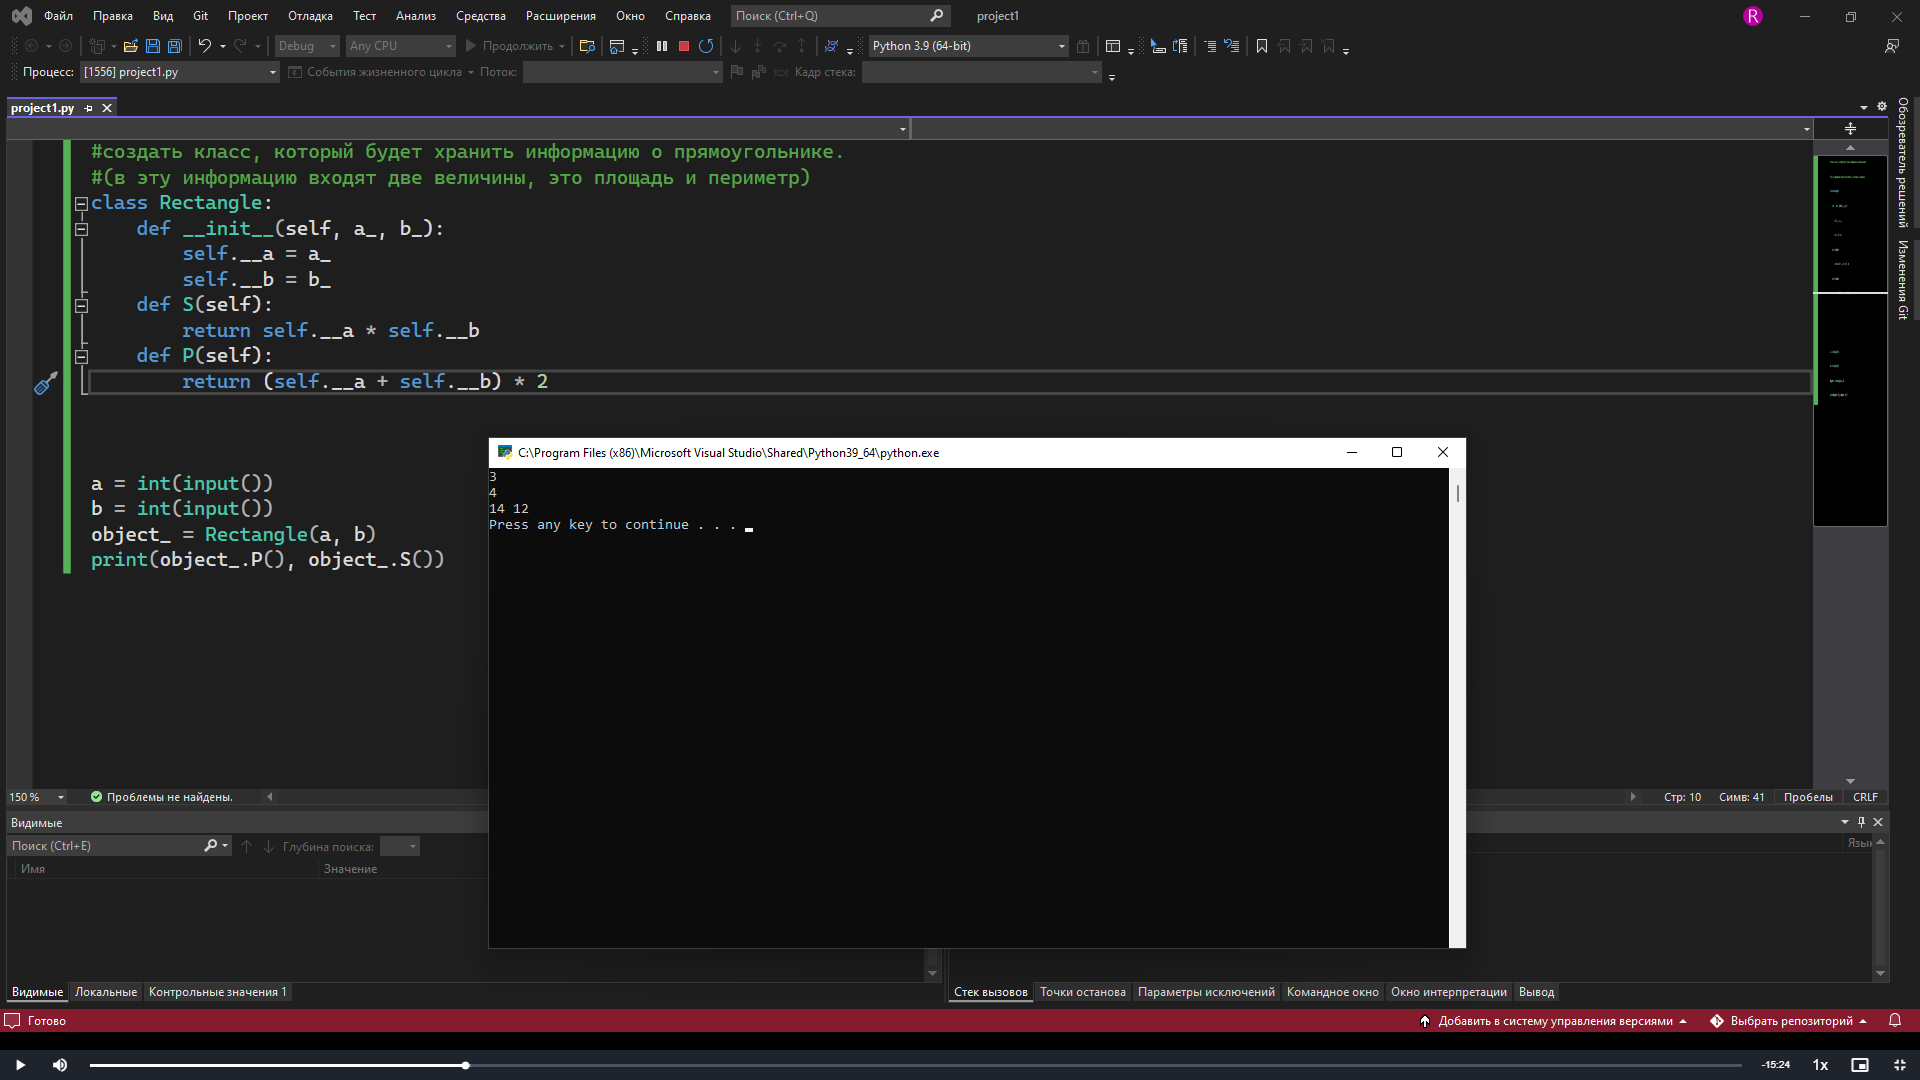 Файл Правка Вид Git Проект Отладка Тест Анализ Средства Расширения Окно Справка Поиск (Ctrl+Q) project1 R
Debug Any CPU Продолжить Python 3.9 (64-bit)
Процесс: [1556] project1.py События жизненного цикла Поток: Кадр стека:
project1.py
#создать класс, который будет хранить информацию о прямоугольнике.
#(в эту информацию входят две величины, это площадь и периметр)
class Rectangle:
def __init__(self, a_, b_):
self.__a = a_
self.__b = b_
def S(self):
return self.__a * self.__b
def P(self):
return (self.__a + self.__b) * 2
a = int(input())
b = int(input())
object_ = Rectangle(a, b)
print(object_.P(), object_.S())
C:\Program Files (x86)\Microsoft Visual Studio\Shared\Python39_64\python.exe
3
4
14 12
Press any key to continue . . .
Обозреватель решений
Изменения Git
150 % Проблемы не найдены. Стр: 10 Симв: 41 Пробелы CRLF
Видимые
Поиск (Ctrl+E) Глубина поиска:
Имя Значение
Язык
Видимые Локальные Контрольные значения 1
Стек вызовов Точки останова Параметры исключений Командное окно Окно интерпретации Вывод
Готово Добавить в систему управления версиями Выбрать репозиторий
-15:24 1x